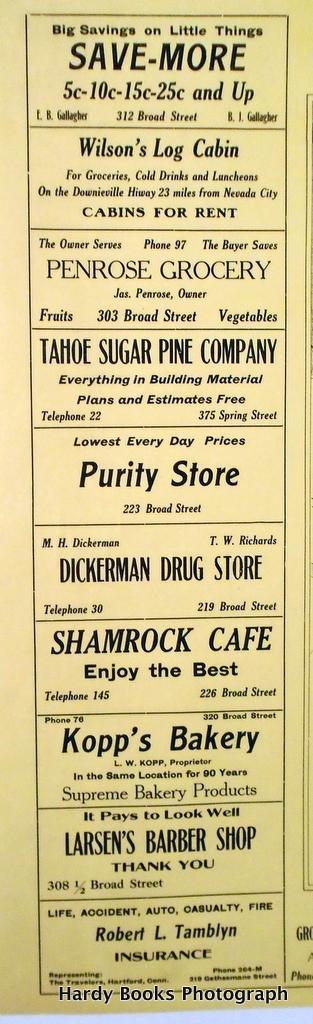 Big Savings on Little Things
SAVE-MORE
5c-10c-15c-25c and Up
E. B. Gallagher 312 Broad Street B. J. Gallagher
Wilson's Log Cabin
For Groceries, Cold Drinks and Luncheons
On the Downieville Hiway 23 miles from Nevada City
CABINS FOR RENT
The Owner Serves Phone 97 The Buyer Saves
PENROSE GROCERY
Jas. Penrose, Owner
Fruits 303 Broad Street Vegetables
TAHOE SUGAR PINE COMPANY
Everything in Building Material
Plans and Estimates Free
Telephone 22 375 Spring Street
Lowest Every Day Prices
Purity Store
223 Broad Street
M. H. Dickerman T. W. Richards
DICKERMAN DRUG STORE
Telephone 30 219 Broad Street
SHAMROCK CAFE
Enjoy the Best
Telephone 145 226 Broad Street
Phone 76 320 Broad Street
Kopp's Bakery
L. W. KOPP, Proprietor
In the Same Location for 90 Years
Supreme Bakery Products
It Pays to Look Well
LARSEN'S BARBER SHOP
THANK YOU
308 ½ Broad Street
LIFE, ACCIDENT, AUTO, CASUALTY, FIRE
Robert L. Tamblyn
INSURANCE
Representing: Phone 264-M
The Travelers, Hartford, Conn. 319 Gethsemane Street
GRO
Phon
Hardy Books Photograph